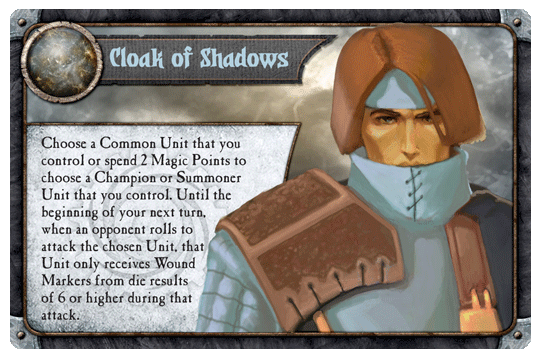 Cloak of Shadows
Choose a Common Unit that you
control or spend 2 Magic Points to
choose a Champion or Summoner
Unit that you control. Until the
beginning of your next turn,
when an opponent rolls to
attack the chosen Unit, that
Unit only receives Wound
Markers from die results
of 6 or higher during that
attack.